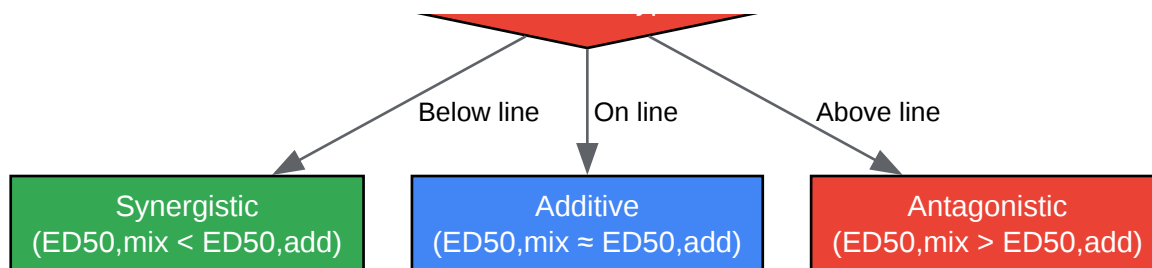 Below line
On line
Above line
Synergistic
(ED50,mix < ED50,add)
Additive
(ED50,mix ≈ ED50,add)
Antagonistic
(ED50,mix > ED50,add)